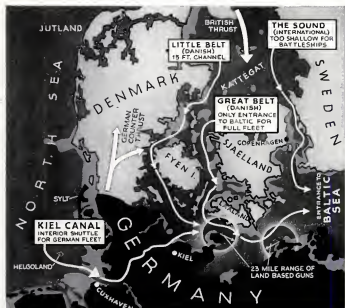 JUTLAND
BRITISH
THRUST
THE SOUND
(INTERNATIONAL)
TOO SHALLOW FOR
BATTLESHIPS
LITTLE BELT
(DANISH)
15 FT. CHANNEL
KATTEGAT
SWEDEN
DENMARK
GREAT BELT
(DANISH)
ONLY ENTRANCE
TO BALTIC FOR
FULL FLEET
GERMAN
COUNTER
THRUST
COPENHAGEN
SJAELLAND
FYEN I.
NORTH SEA
SYLT
LALAND
ENTRANCE TO
BALTIC
SEA
KIEL CANAL
INTERIOR SHUTTLE
FOR GERMAN FLEET
KIEL
23 MILE RANGE OF
LAND BASED GUNS
HELGOLAND
CUXHAVEN
GERMANY